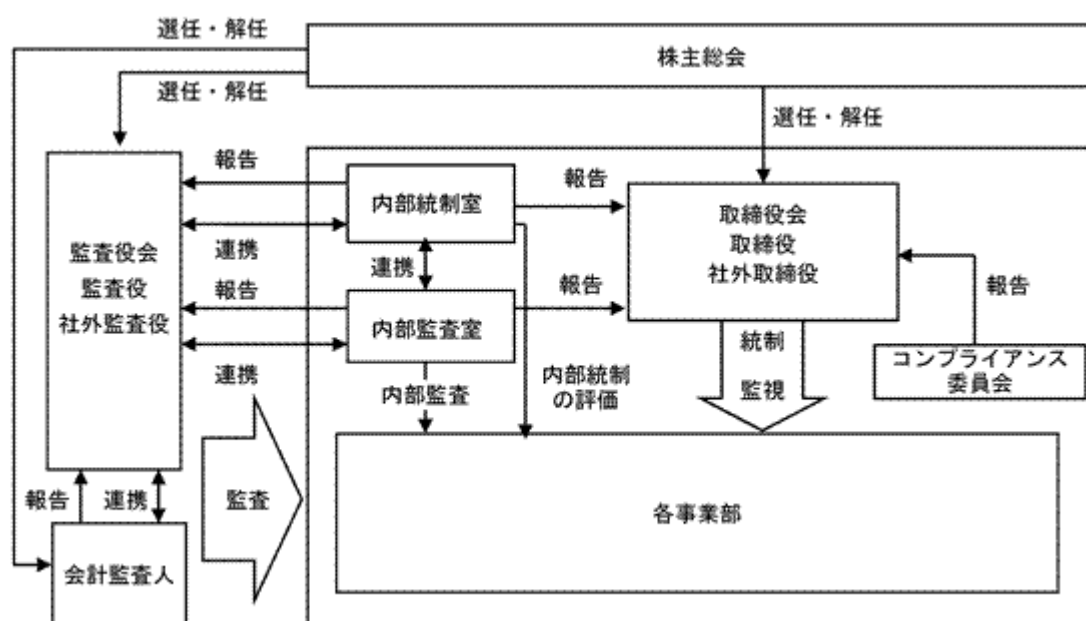 選任・解任
株主総会
選任・解任
選任・解任
報告
内部統制室
報告
取締役会
取締役
社外取締役
監査役会
監査役
社外監査役
連携
連携
報告
報告
報告
内部監査室
統制
コンプライアンス
委員会
連携
内部監査
内部統制
の評価
監視
監査
各事業部
報告
連携
会計監査人